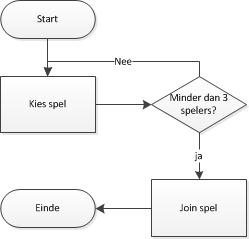 Start
Nee
Kies spel
Minder dan 3
spelers?
ja
Einde
Join spel